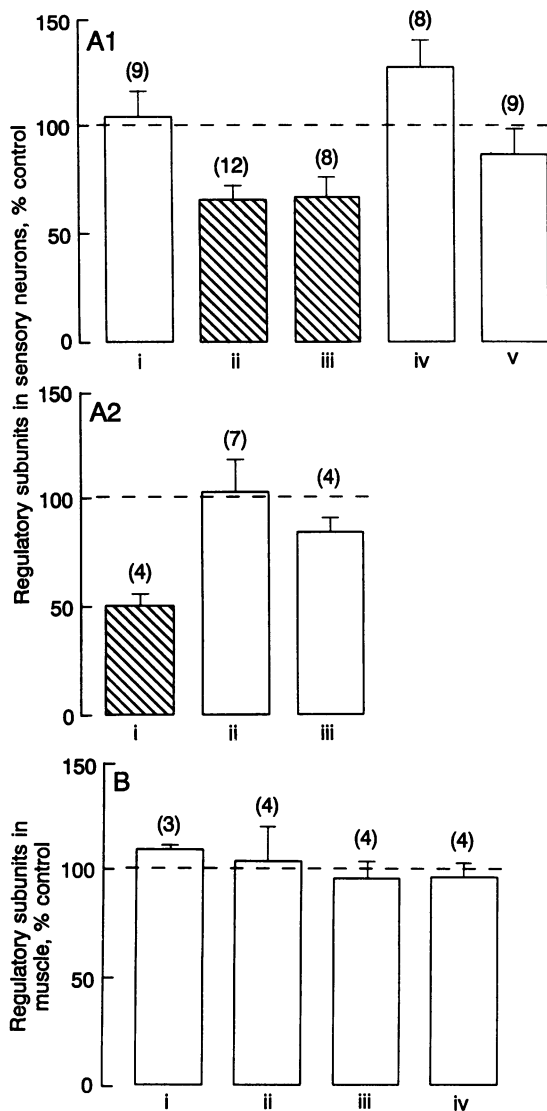 Regulatory subunits in sensory neurons, % control
A1
150
100
50
0
(9)
(12)
(8)
(8)
(9)
i
ii
iii
iv
v
A2
150
100
50
0
(4)
(7)
(4)
i
ii
iii
Regulatory subunits in
muscle, % control
B
150
100
50
0
(3)
(4)
(4)
(4)
i
ii
iii
iv